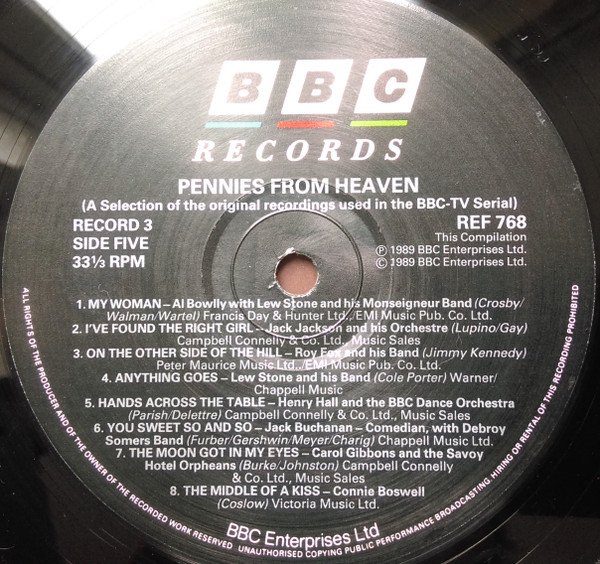 BBC
RECORDS
PENNIES FROM HEAVEN
(A Selection of the original recordings used in the BBC-TV Serial)
RECORD 3
SIDE FIVE
33⅓ RPM
REF 768
This Compilation
Ⓟ 1989 BBC Enterprises Ltd.
© 1989 BBC Enterprises Ltd.
1. MY WOMAN – Al Bowlly with Lew Stone and his Monseigneur Band (Crosby/
Walman/Wartel) Francis Day & Hunter Ltd./EMI Music Pub. Co. Ltd.
2. I'VE FOUND THE RIGHT GIRL – Jack Jackson and his Orchestre (Lupino/Gay)
Campbell Connelly & Co. Ltd., Music Sales
3. ON THE OTHER SIDE OF THE HILL – Roy Fox and his Band (Jimmy Kennedy)
Peter Maurice Music Ltd../EMI Music Pub. Co. Ltd.
4. ANYTHING GOES – Lew Stone and his Band (Cole Porter) Warner/
Chappell Music
5. HANDS ACROSS THE TABLE – Henry Hall and the BBC Dance Orchestra
(Parish/Delettre) Campbell Connelly & Co. Ltd., Music Sales
6. YOU SWEET SO AND SO – Jack Buchanan – Comedian, with Debroy
Somers Band (Furber/Gershwin/Meyer/Charig) Chappell Music Ltd.
7. THE MOON GOT IN MY EYES – Carol Gibbons and the Savoy
Hotel Orpheans (Burke/Johnston) Campbell Connelly
& Co. Ltd., Music Sales
8. THE MIDDLE OF A KISS – Connie Boswell
(Coslow) Victoria Music Ltd.
BBC Enterprises Ltd
ALL RIGHTS OF THE PRODUCER AND OF THE OWNER OF THE RECORDED WORK RESERVED UNAUTHORISED COPYING PUBLIC PERFORMANCE BROADCASTING HIRING OR RENTAL OF THIS RECORDING PROHIBITED